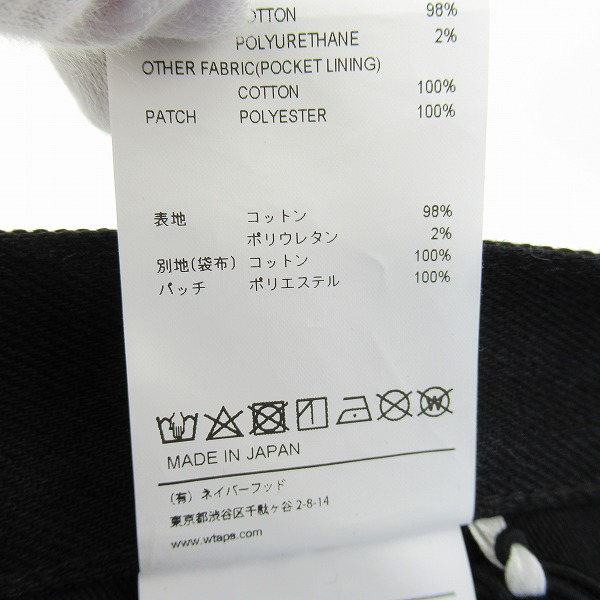 COTTON 98%
POLYURETHANE 2%
OTHER FABRIC(POCKET LINING)
COTTON 100%
PATCH POLYESTER 100%
表地 コットン 98%
ポリウレタン 2%
別地(袋布) コットン 100%
パッチ ポリエステル 100%
MADE IN JAPAN
(有) ネイバーフッド
東京都渋谷区千駄ヶ谷 2-8-14
www.wtaps.com